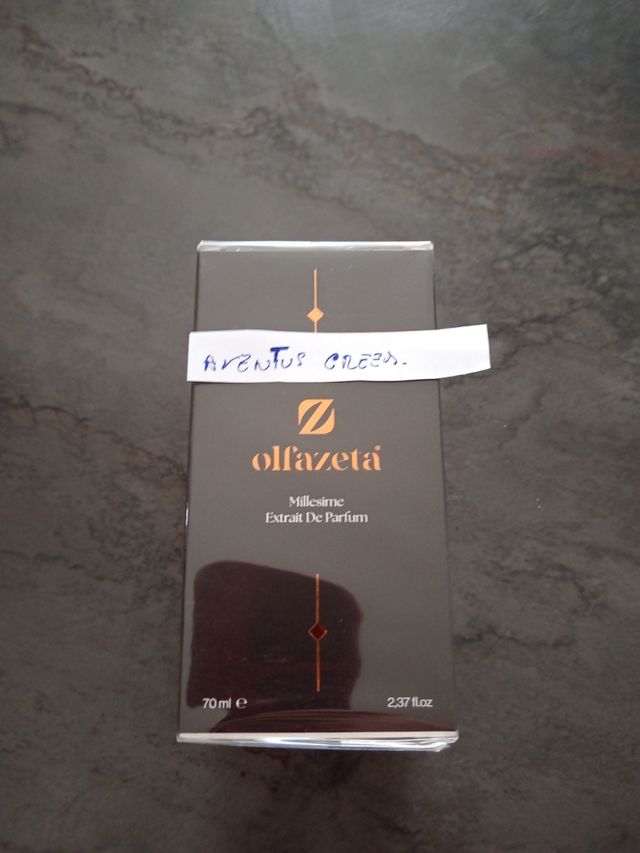 AVENTUS CREED.
olfazeta®
Millesime
Extrait De Parfum
70 ml ℮
2,37 fl.oz